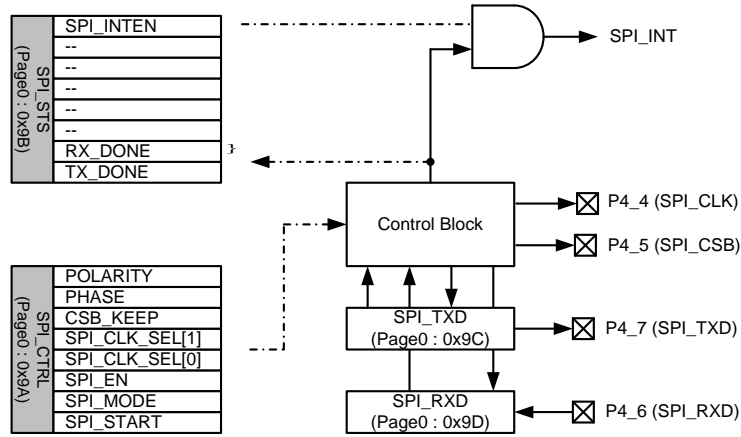 SPI_STS
(Page0 : 0x9B)
SPI_INTEN
--
--
--
--
--
RX_DONE
TX_DONE
}
SPI_INT
Control Block
P4_4 (SPI_CLK)
P4_5 (SPI_CSB)
SPI_CTRL
(Page0 : 0x9A)
POLARITY
PHASE
CSB_KEEP
SPI_CLK_SEL[1]
SPI_CLK_SEL[0]
SPI_EN
SPI_MODE
SPI_START
SPI_TXD
(Page0 : 0x9C)
P4_7 (SPI_TXD)
SPI_RXD
(Page0 : 0x9D)
P4_6 (SPI_RXD)